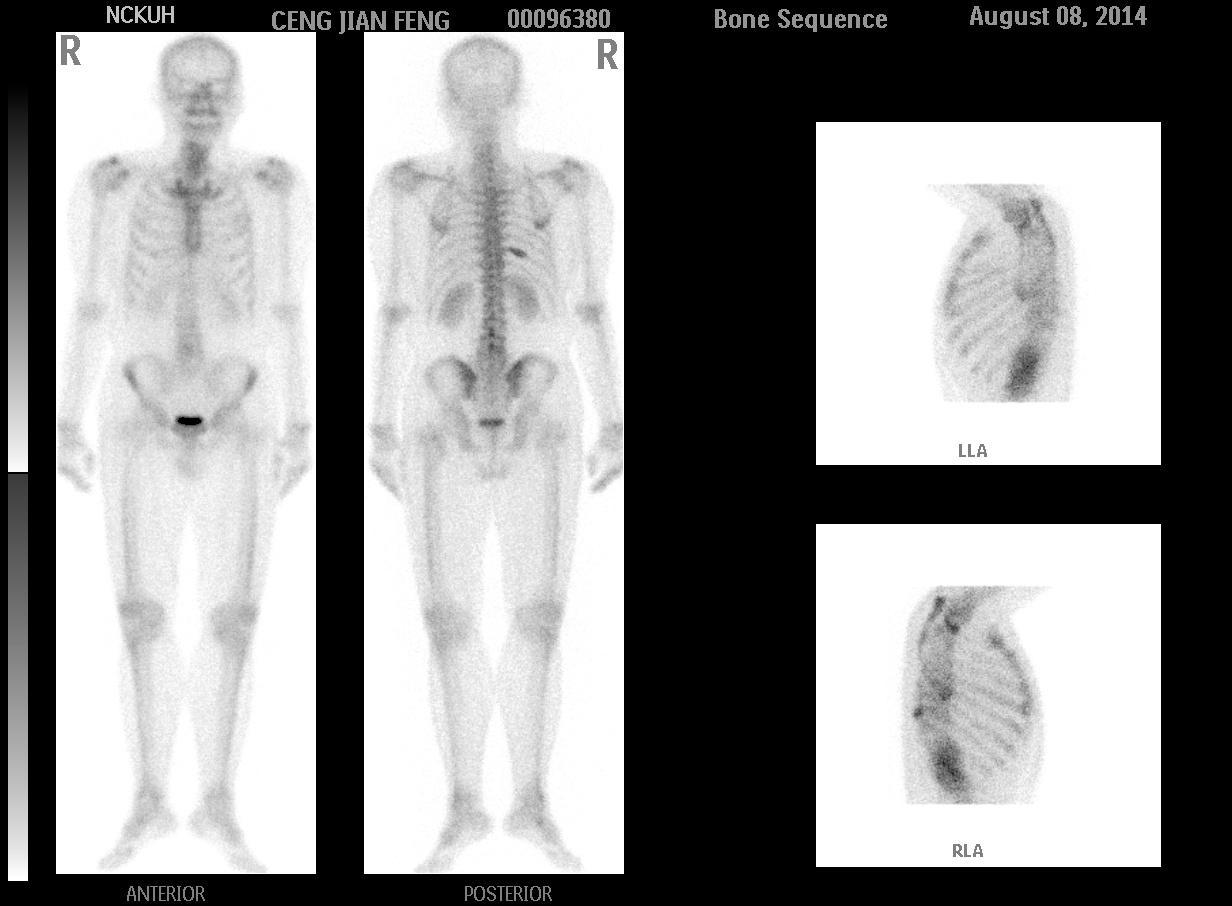 NCKUH CENG JIAN FENG 00096380 Bone Sequence August 08, 2014
R R
LLA
RLA
ANTERIOR POSTERIOR